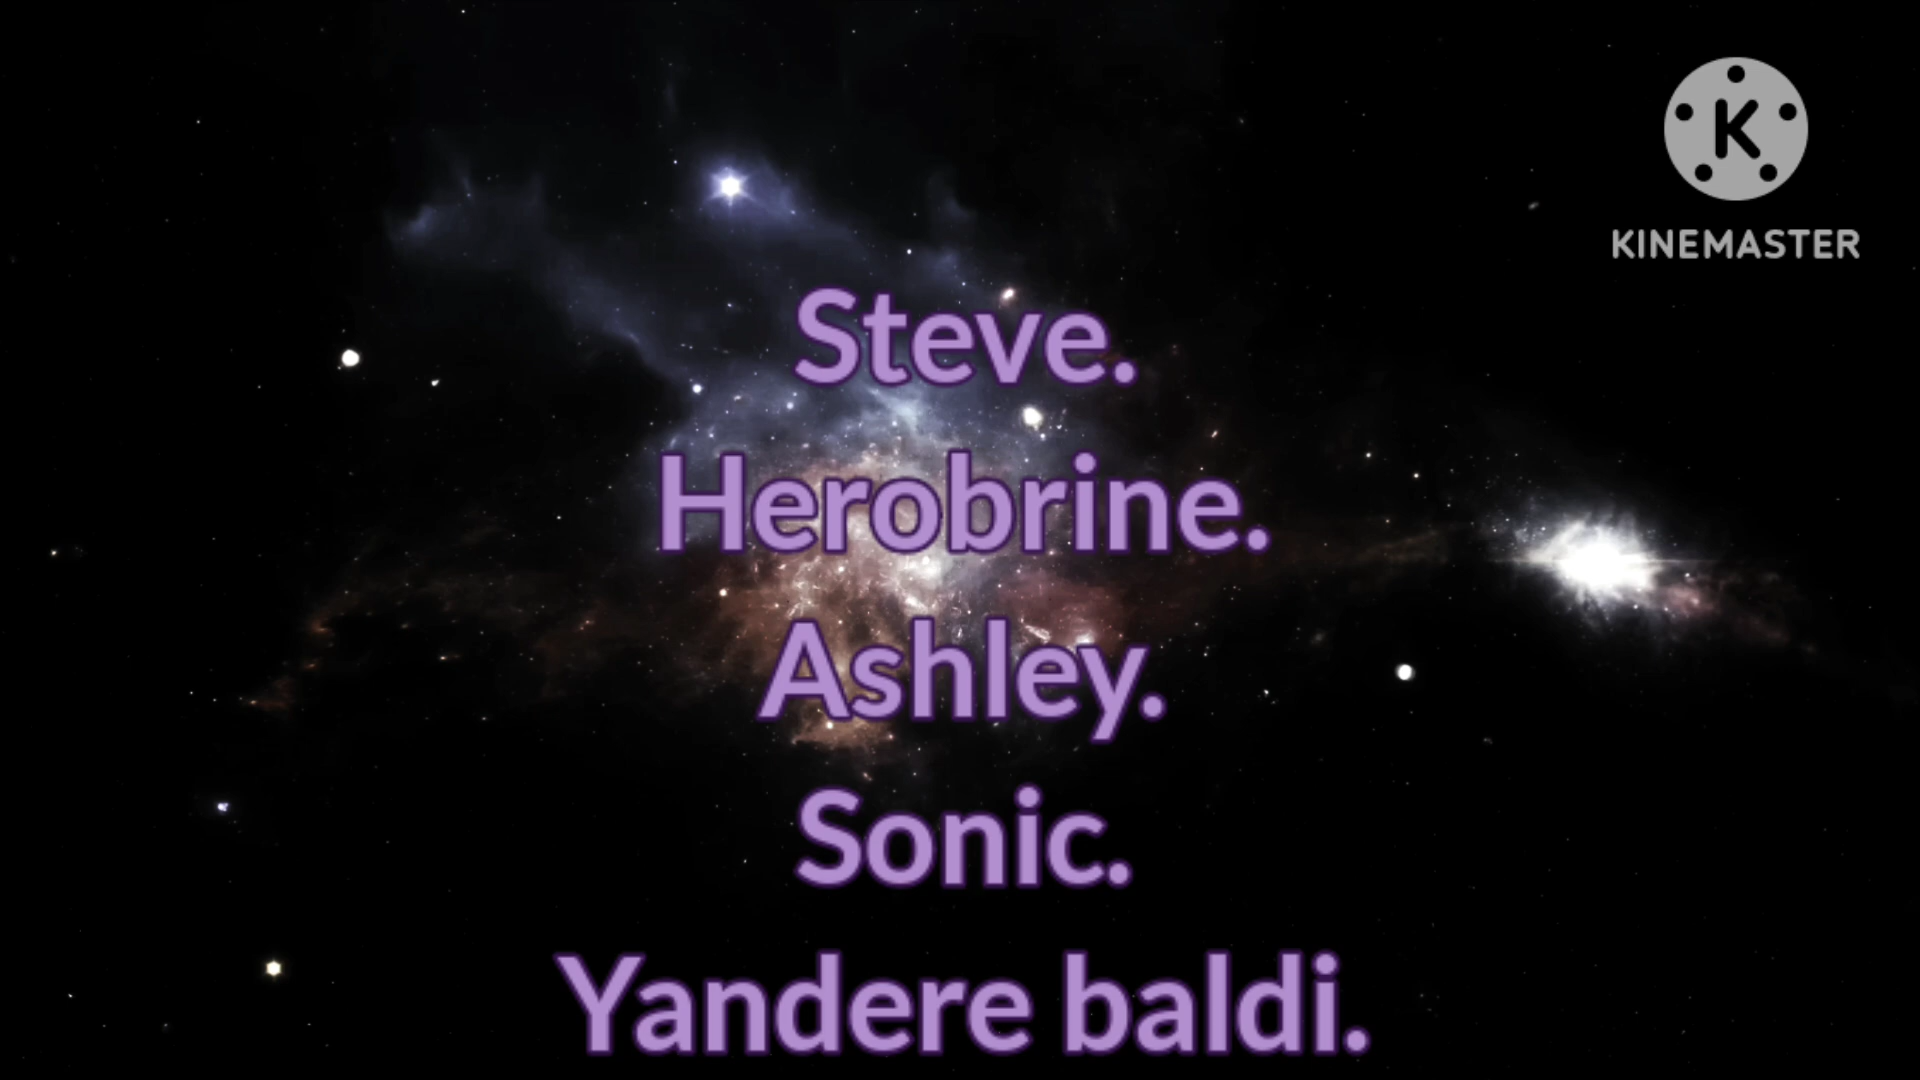 K
KINEMASTER
Steve.
Herobrine.
Ashley.
Sonic.
Yandere baldi.